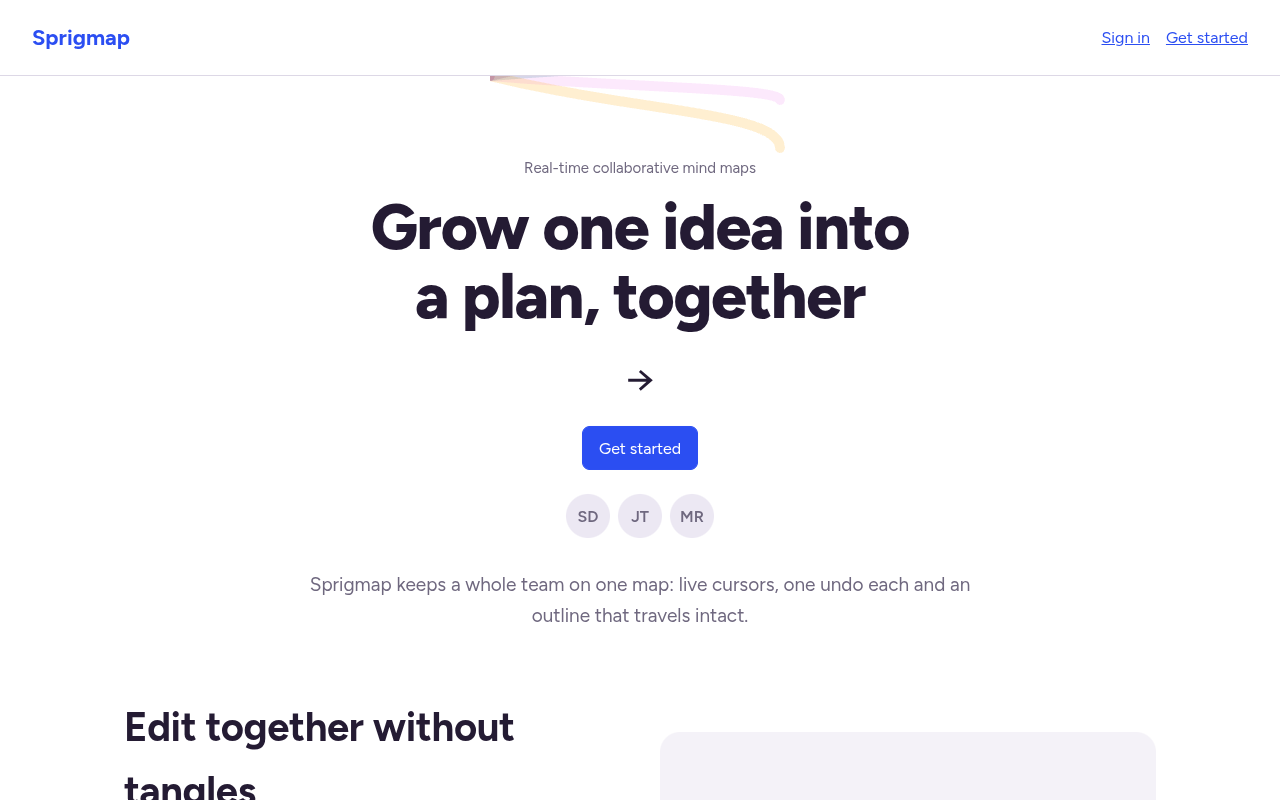 Sprigmap
Sign in
Get started
Real-time collaborative mind maps
Grow one idea into
a plan, together
Get started
SD
JT
MR
Sprigmap keeps a whole team on one map: live cursors, one undo each and an
outline that travels intact.
Edit together without
tangles